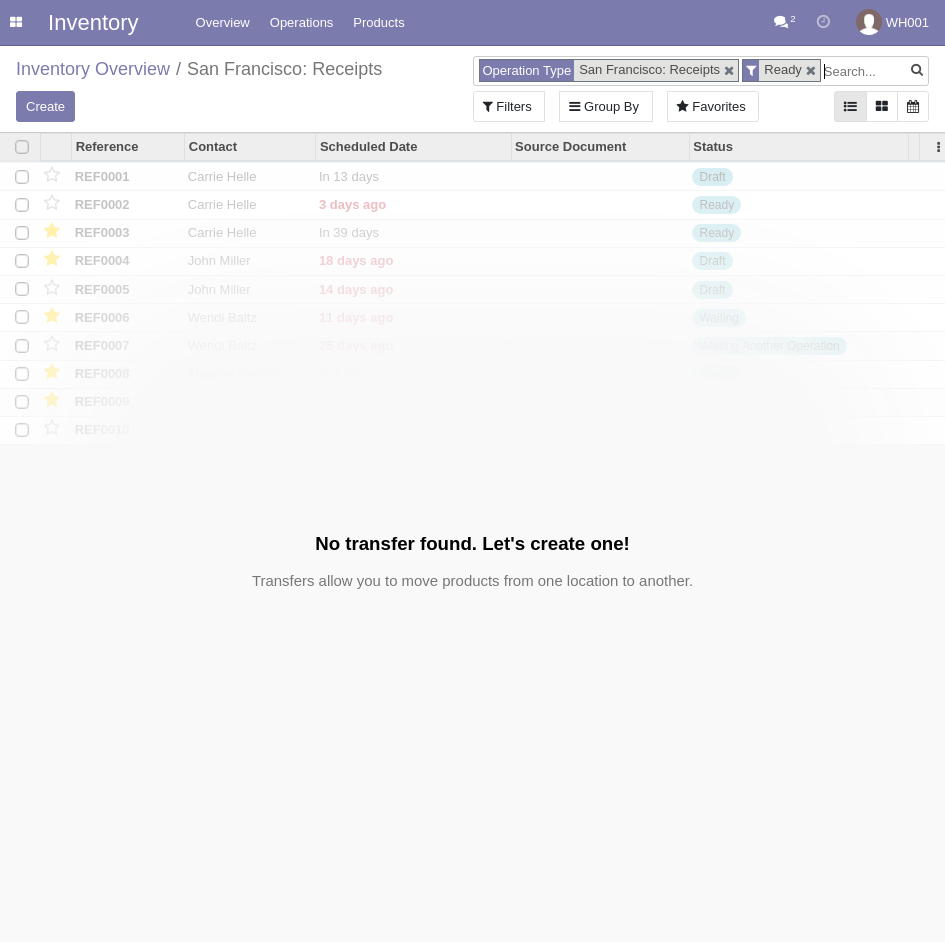 Inventory Overview Operations Products 2 WH001
Inventory Overview / San Francisco: Receipts
Operation Type San Francisco: Receipts Ready Search...
Create Filters Group By Favorites
Reference Contact Scheduled Date Source Document Status
REF0001 Carrie Helle In 13 days Draft
REF0002 Carrie Helle 3 days ago Ready
REF0003 Carrie Helle In 39 days Ready
REF0004 John Miller 18 days ago Draft
REF0005 John Miller 14 days ago Draft
REF0006 Wendi Baltz 11 days ago Waiting
REF0007 Wendi Baltz 25 days ago Waiting Another Operation
REF0008
REF0009
REF0010
No transfer found. Let's create one!
Transfers allow you to move products from one location to another.